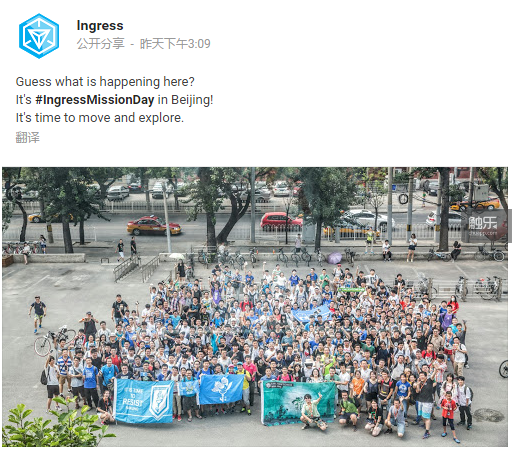 Ingress
公开分享 - 昨天下午3:09
Guess what is happening here?
It's #IngressMissionDay in Beijing!
It's time to move and explore.
翻译
触乐
RESIST